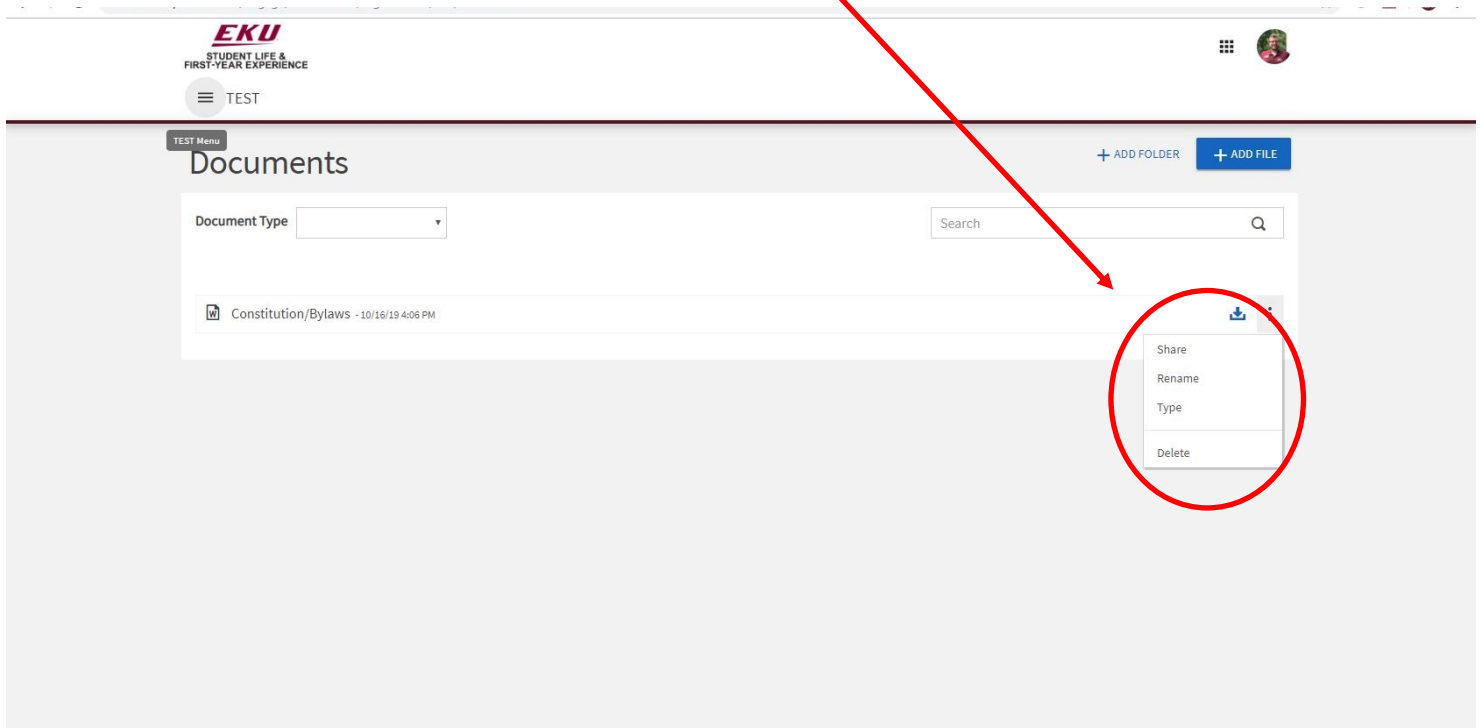 EKU
STUDENT LIFE &
FIRST-YEAR EXPERIENCE
TEST
TEST Menu
Documents
+ ADD FOLDER
+ ADD FILE
Document Type
Search
Constitution/Bylaws - 10/16/19 4:06 PM
Share
Rename
Type
Delete